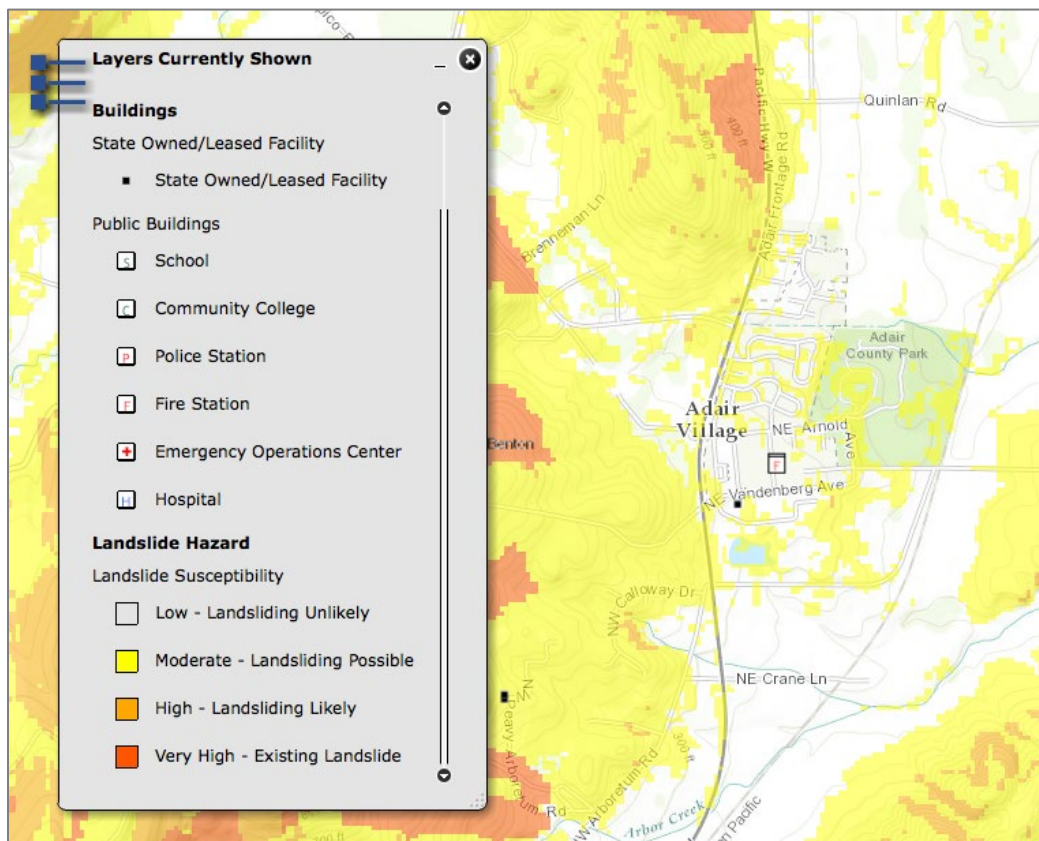 Layers Currently Shown
Buildings
State Owned/Leased Facility
State Owned/Leased Facility
Public Buildings
S School
C Community College
P Police Station
F Fire Station
Emergency Operations Center
H Hospital
Landslide Hazard
Landslide Susceptibility
Low - Landsliding Unlikely
Moderate - Landsliding Possible
High - Landsliding Likely
Very High - Existing Landslide
Quinlan Rd
Pacific-Hwy-W
Adair Frontage Rd
400 ft
300 ft
Brenneman Ln
Adair
County Park
Adair
Village
NE Arnold
Ave
Benton
F
NE Vandenberg Ave
NW Calloway Dr
NE Crane Ln
NW Peavy Arboretum Rd
NW Arboretum Rd
300 ft
Arbor Creek
Pacific
300 ft